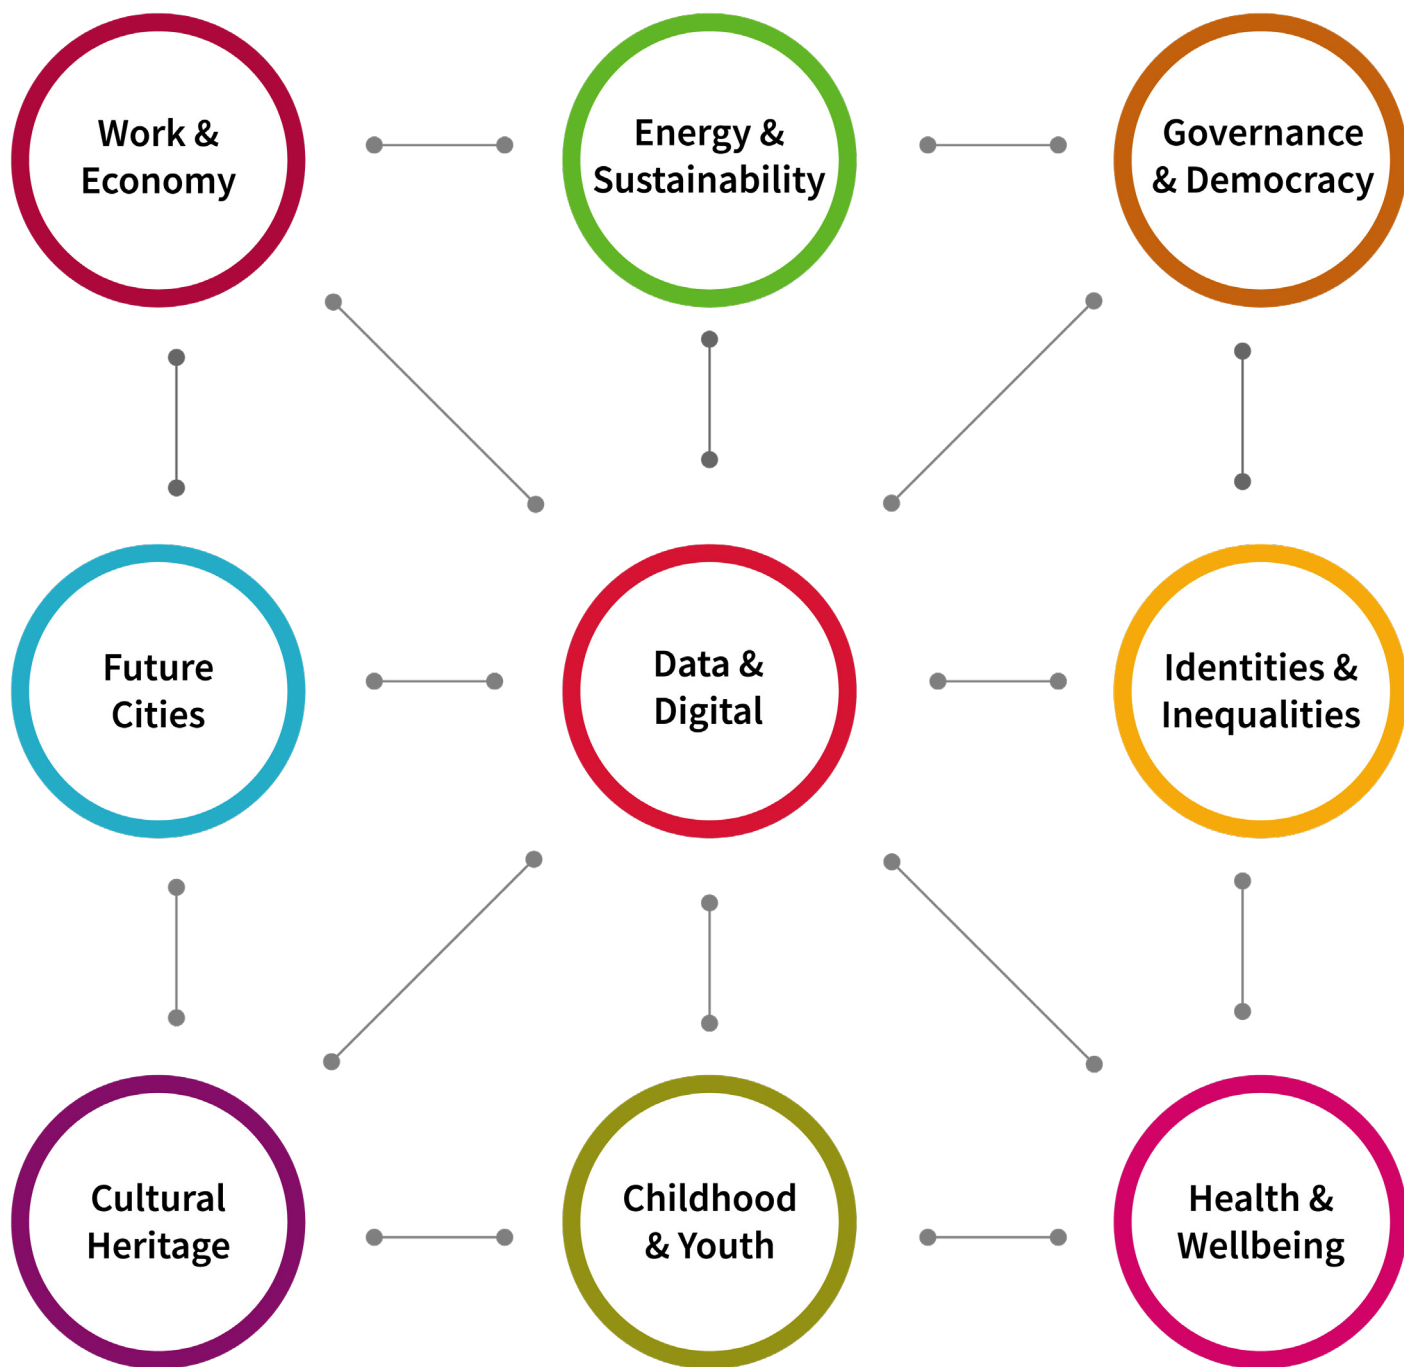 Work &
Economy
Energy &
Sustainability
Governance
& Democracy
Future
Cities
Data &
Digital
Identities &
Inequalities
Cultural
Heritage
Childhood
& Youth
Health &
Wellbeing